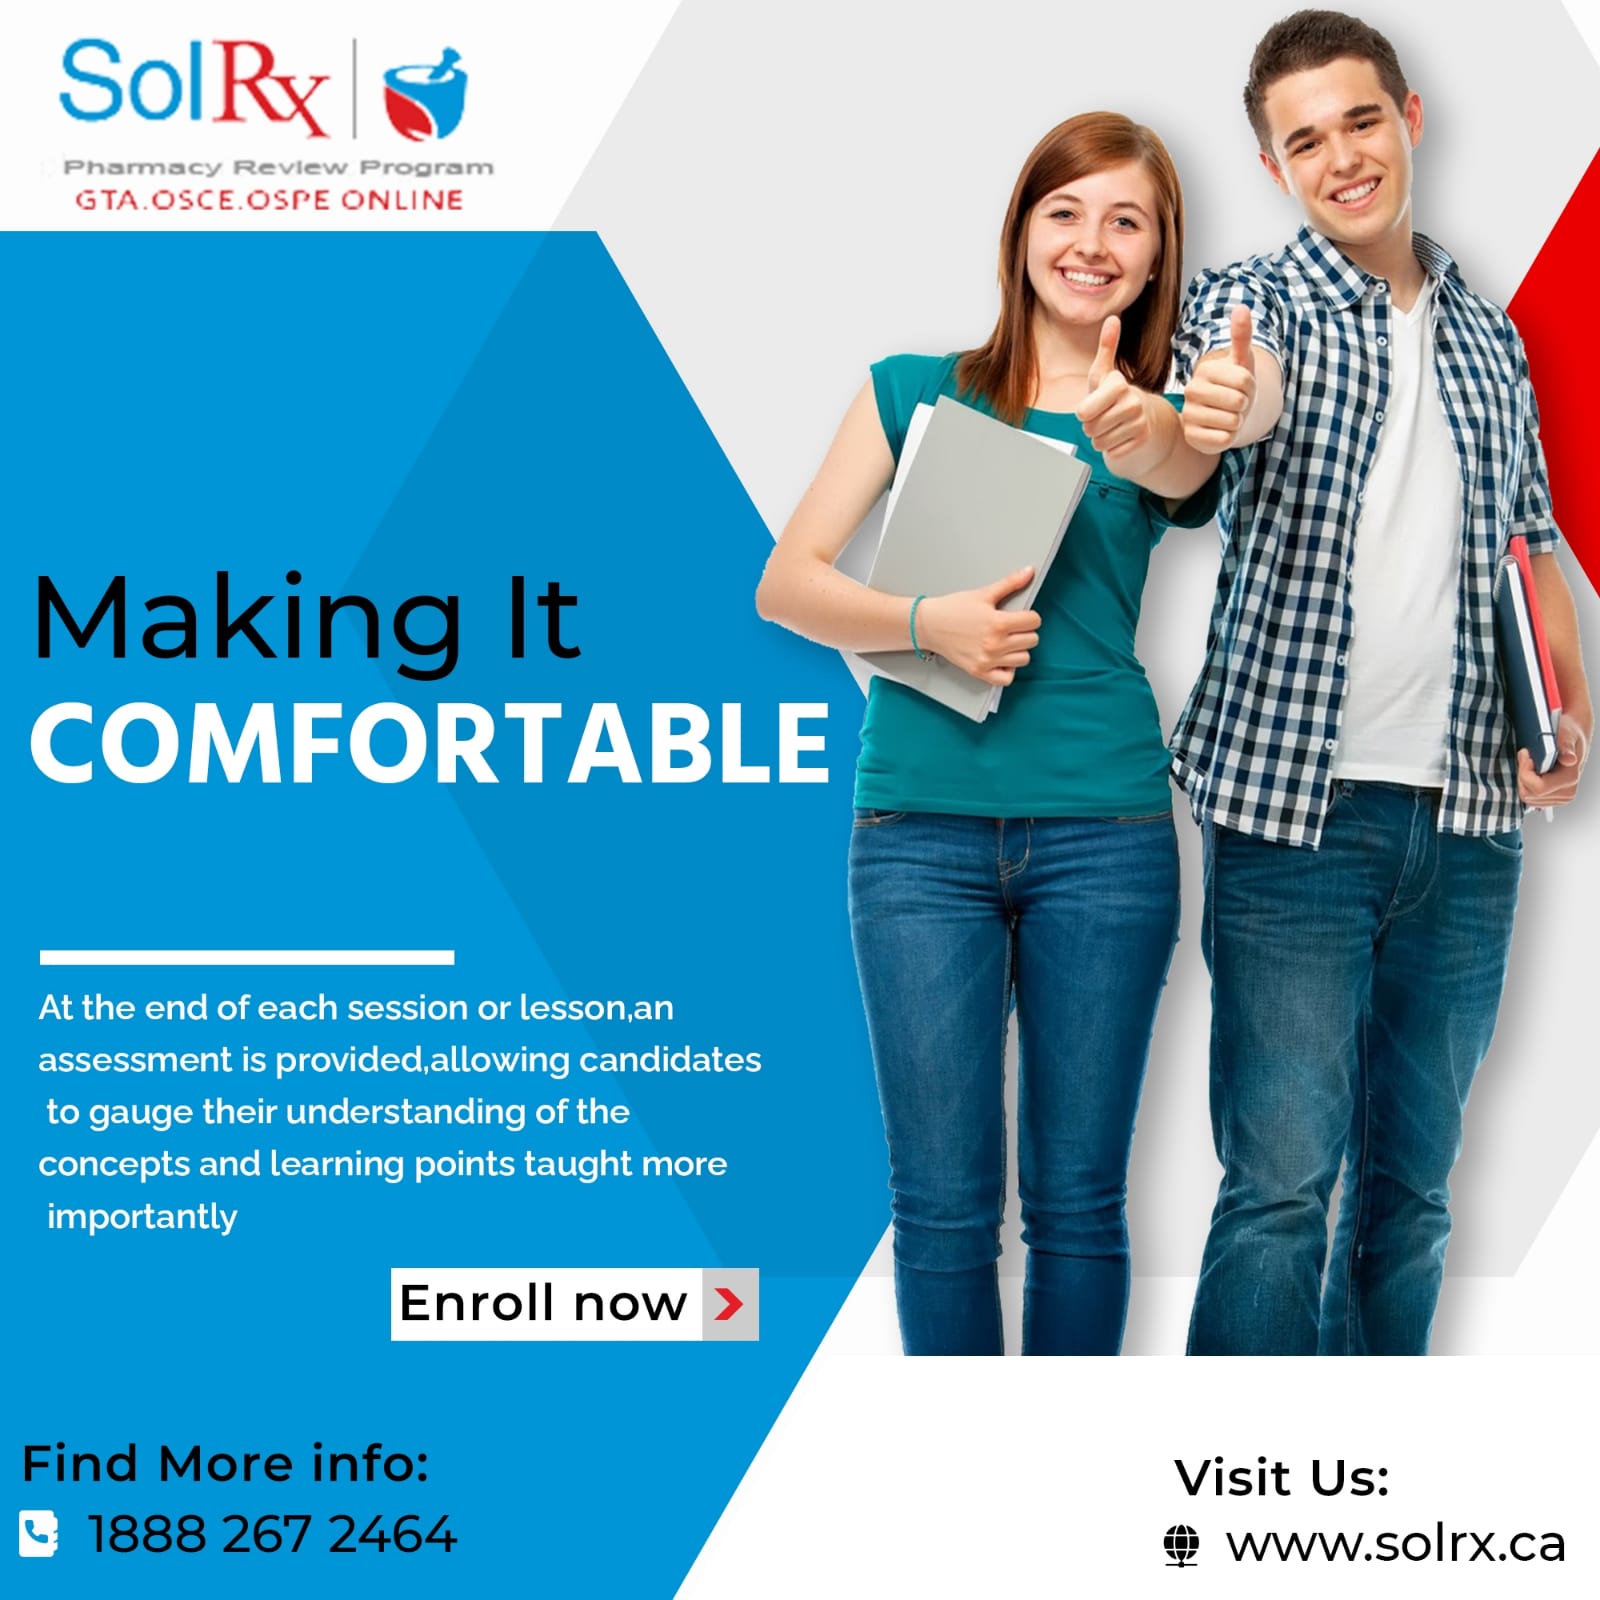 SolRx
Pharmacy Review Program
GTA.OSCE.OSPE ONLINE
Making It
COMFORTABLE
At the end of each session or lesson,an
assessment is provided,allowing candidates
to gauge their understanding of the
concepts and learning points taught more
importantly
Enroll now
Find More info:
1888 267 2464
Visit Us:
www.solrx.ca